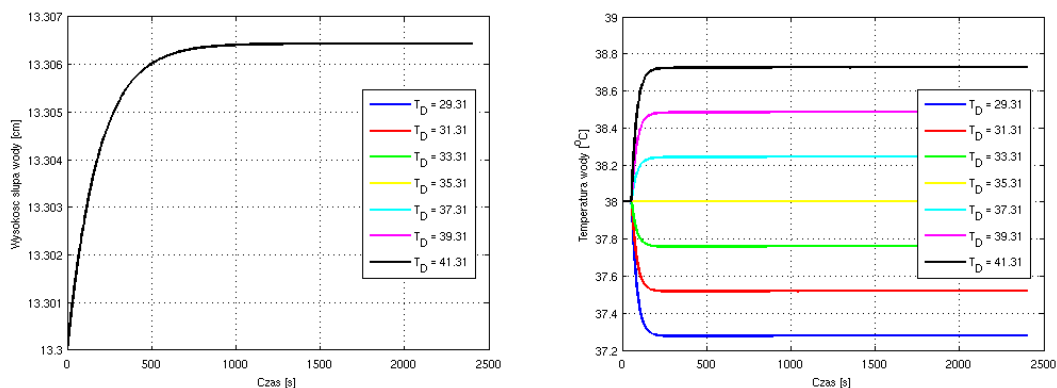 13.307
13.306
13.305
13.304
13.303
13.302
13.301
13.3
Wysokosc slupa wody [cm]
T_D = 29.31
T_D = 31.31
T_D = 33.31
T_D = 35.31
T_D = 37.31
T_D = 39.31
T_D = 41.31
0 500 1000 1500 2000 2500
Czas [s]
39
38.8
38.6
38.4
38.2
38
37.8
37.6
37.4
37.2
Temperatura wody [°C]
T_D = 29.31
T_D = 31.31
T_D = 33.31
T_D = 35.31
T_D = 37.31
T_D = 39.31
T_D = 41.31
0 500 1000 1500 2000 2500
Czas [s]